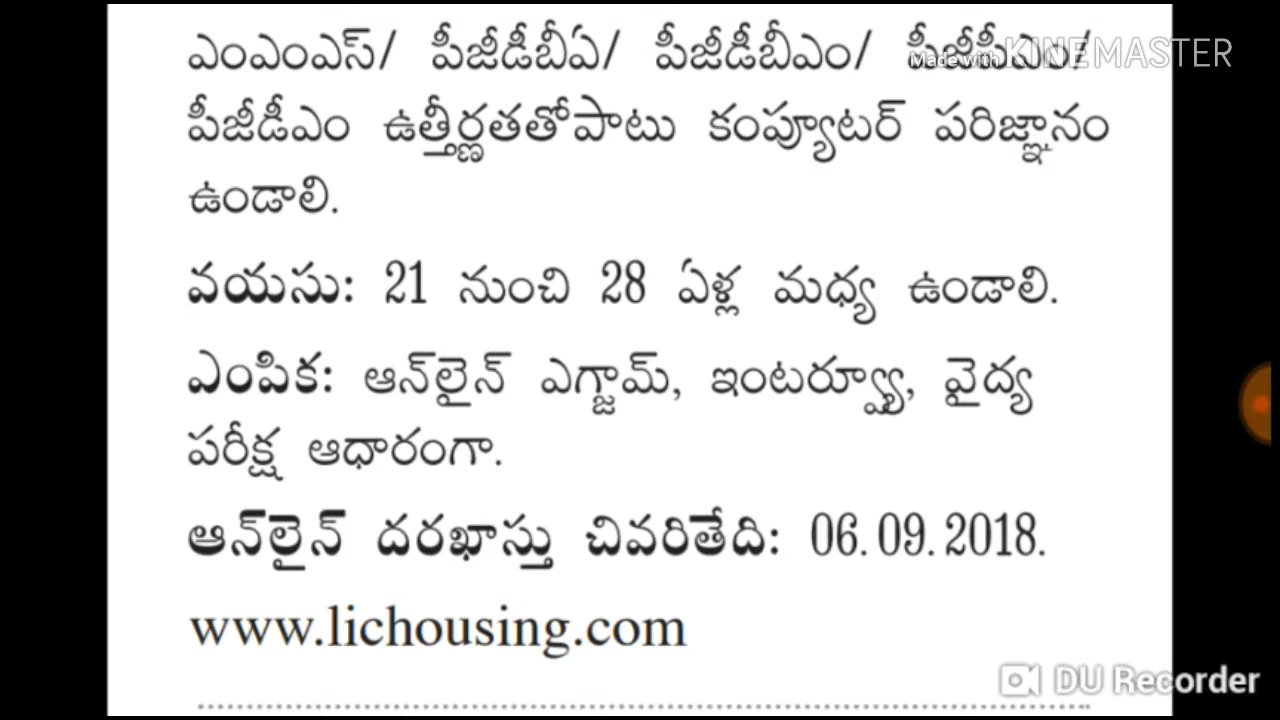 ఎంఎంఎస్/ పీజీడీబీఏ/ పీజీడీబీఎం/ పీజీపీఎం/
Made with KINEMASTER
పీజీడీఎం ఉత్తీర్ణతతోపాటు కంప్యూటర్ పరిజ్ఞానం
ఉండాలి.
వయసు: 21 నుంచి 28 ఏళ్ల మధ్య ఉండాలి.
ఎంపిక: ఆన్‌లైన్ ఎగ్జామ్, ఇంటర్వ్యూ, వైద్య
పరీక్ష ఆధారంగా.
ఆన్‌లైన్ దరఖాస్తు చివరితేది: 06.09.2018.
www.lichousing.com
DU Recorder